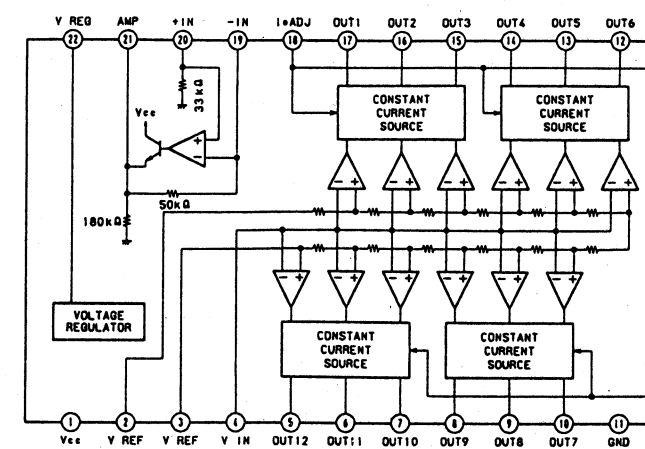 V REG AMP +IN -IN IoADJ OUT1 OUT2 OUT3 OUT4 OUT5 OUT6
22 21 20 19 18 17 16 15 14 13 12
33kΩ
CONSTANT
CURRENT
SOURCE
CONSTANT
CURRENT
SOURCE
Vcc
+
-
- + - + - + - + - + - +
50kΩ
180kΩ
- + - + - + - + - + - +
VOLTAGE
REGULATOR
CONSTANT
CURRENT
SOURCE
CONSTANT
CURRENT
SOURCE
1 2 3 4 5 6 7 8 9 10 11
Vcc V REF V REF V IN OUT12 OUT11 OUT10 OUT9 OUT8 OUT7 GND